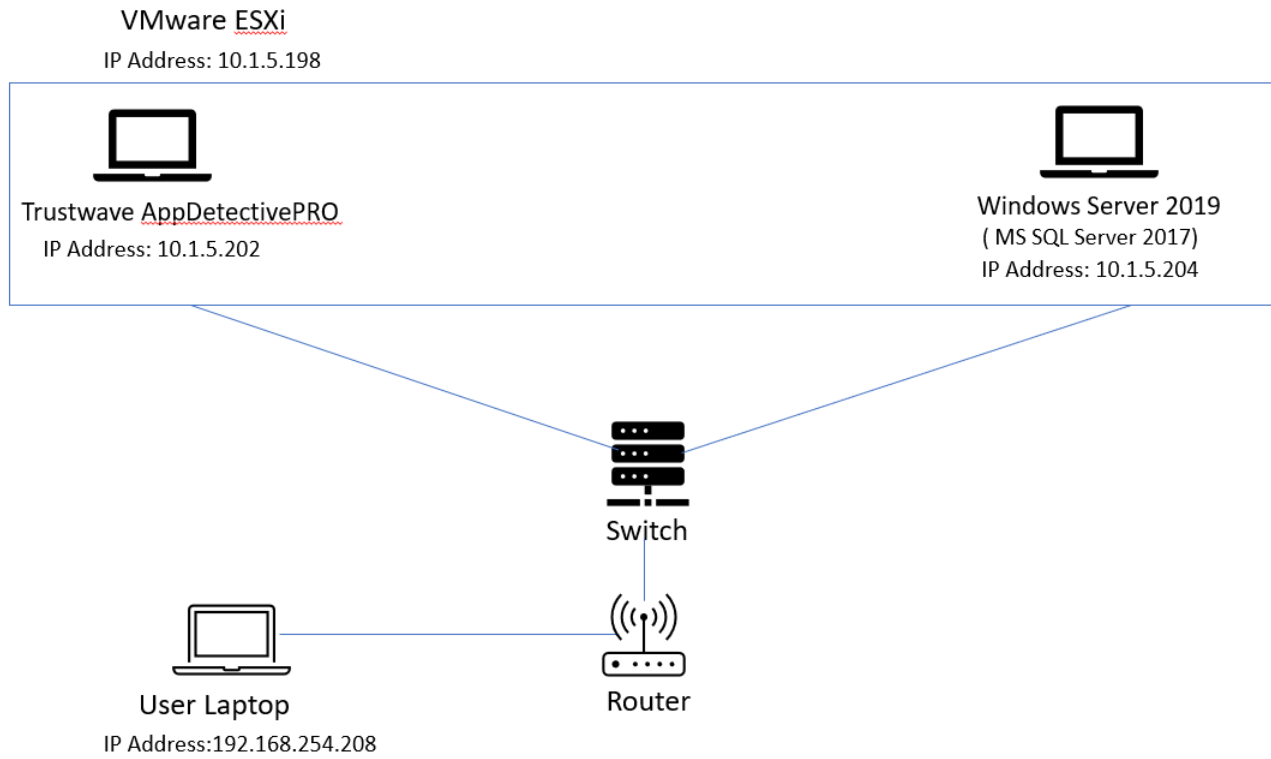 VMware ESXi
IP Address: 10.1.5.198
Trustwave AppDetectivePRO
IP Address: 10.1.5.202
Windows Server 2019
( MS SQL Server 2017)
IP Address: 10.1.5.204
Switch
User Laptop
IP Address:192.168.254.208
Router